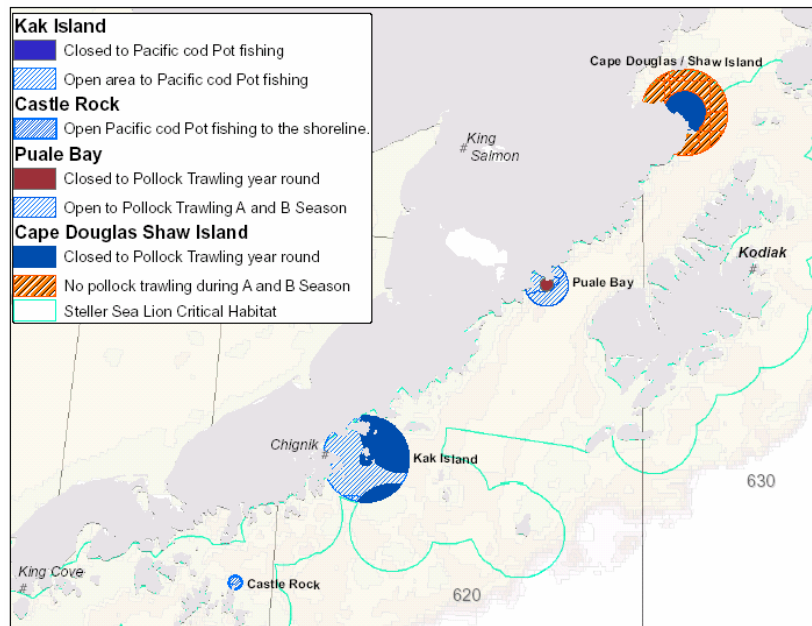 Kak Island
Closed to Pacific cod Pot fishing
Open area to Pacific cod Pot fishing
Castle Rock
Open Pacific cod Pot fishing to the shoreline.
Puale Bay
Closed to Pollock Trawling year round
Open to Pollock Trawling A and B Season
Cape Douglas Shaw Island
Closed to Pollock Trawling year round
No pollock trawling during A and B Season
Steller Sea Lion Critical Habitat
Cape Douglas / Shaw Island
King
# Salmon
Kodiak
#
Puale Bay
Chignik #
Kak Island
630
King Cove
#
Castle Rock
620